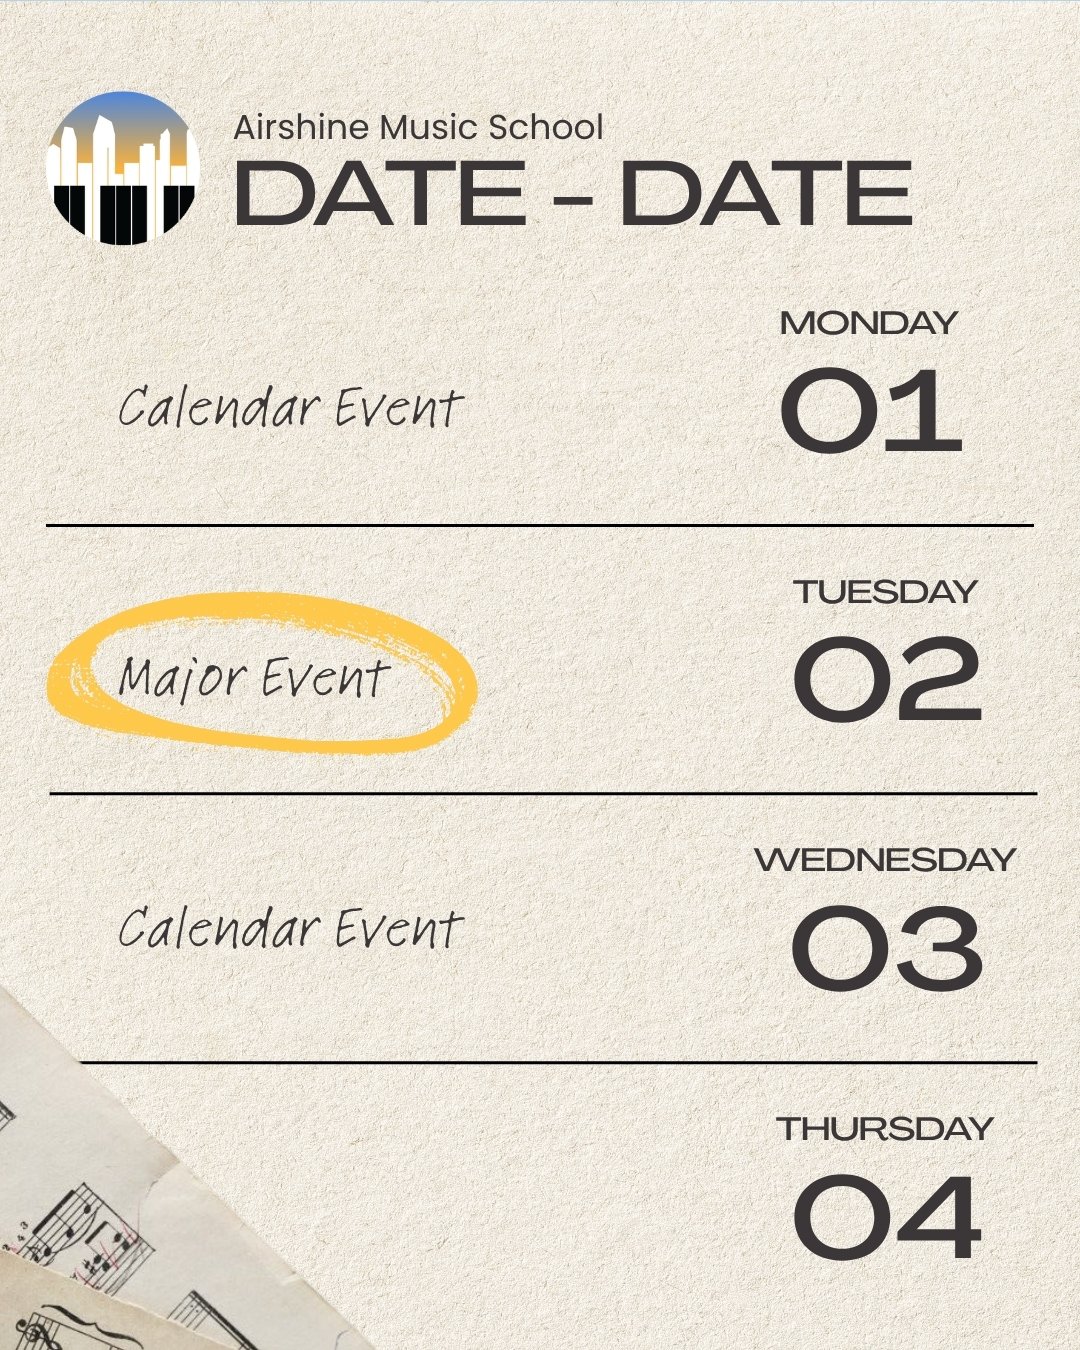 Airshine Music School
DATE - DATE
MONDAY
Calendar Event
01
TUESDAY
Major Event
02
WEDNESDAY
Calendar Event
03
THURSDAY
04